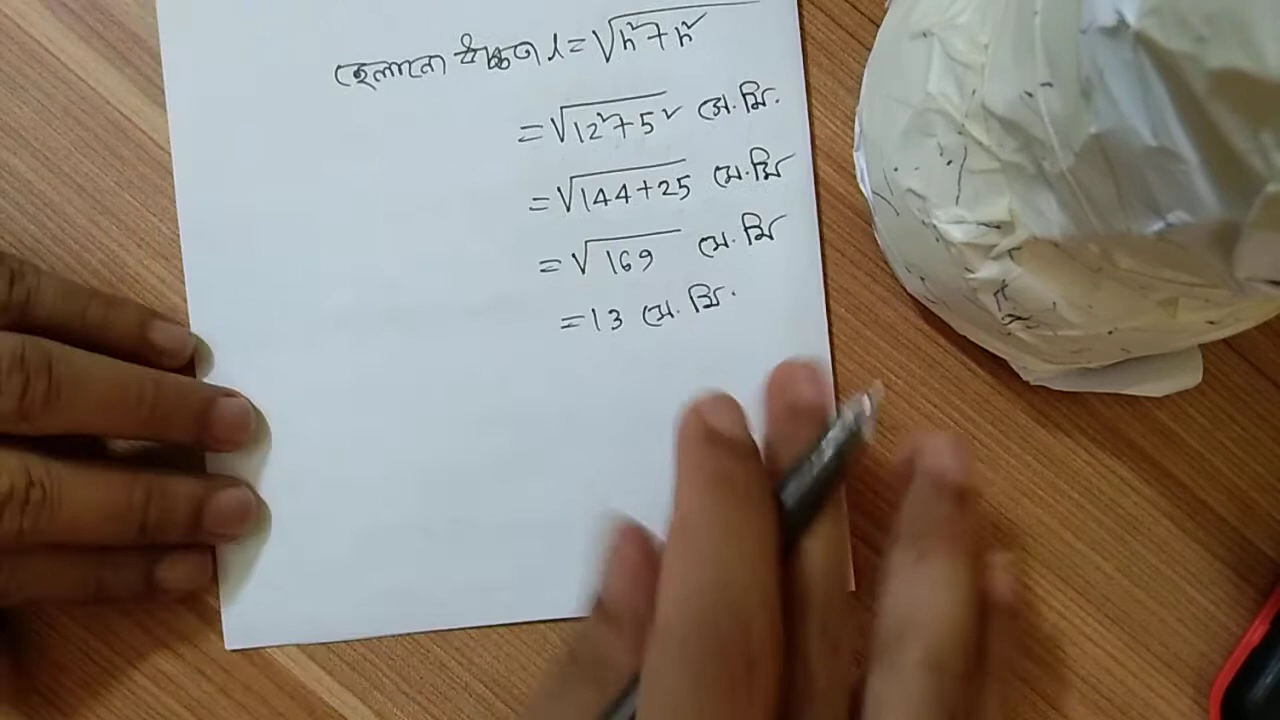 হেলানো উচ্চতা l = √h²+r²
= √12²+5² সে.মি.
= √144+25 সে.মি
= √169 সে.মি
= 13 সে.মি.